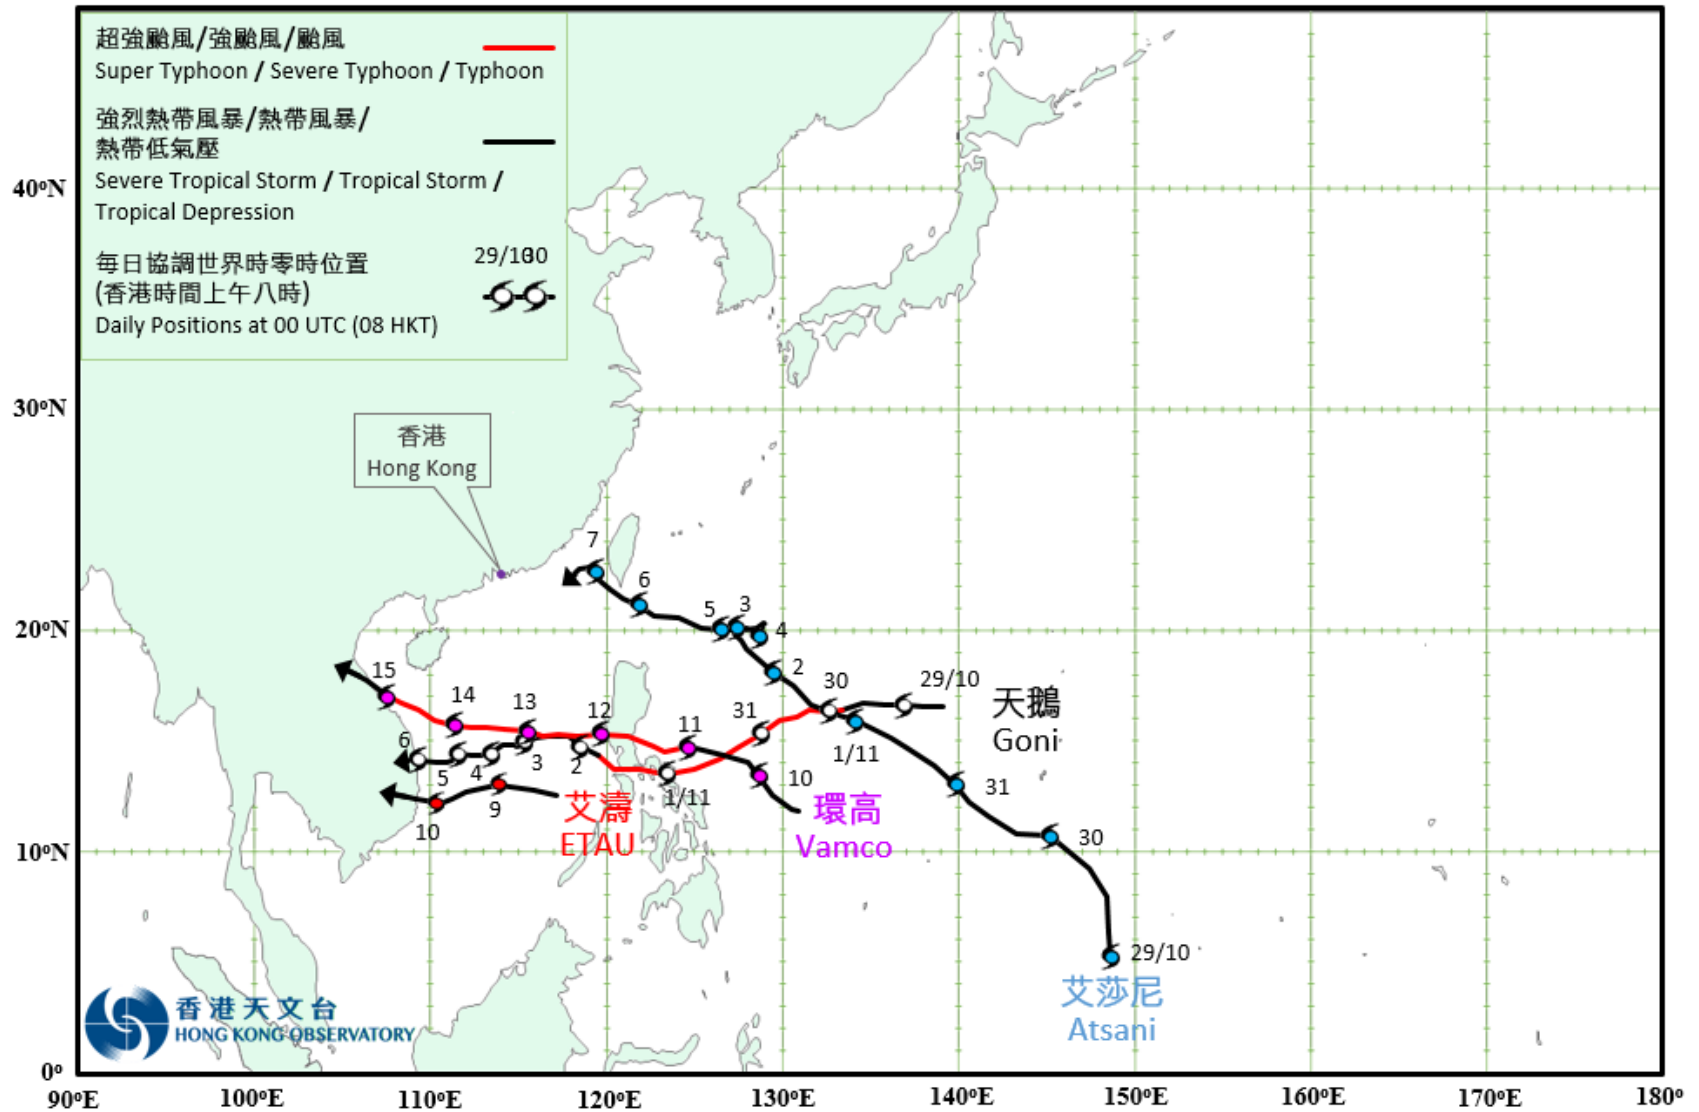 超強颱風/強颱風/颱風
Super Typhoon / Severe Typhoon / Typhoon
強烈熱帶風暴/熱帶風暴/
熱帶低氣壓
Severe Tropical Storm / Tropical Storm /
Tropical Depression
每日協調世界時零時位置
(香港時間上午八時)
Daily Positions at 00 UTC (08 HKT)
29/10 30
40°N
30°N
香港
Hong Kong
7
6
5
3
4
20°N
2
15
14
13
12
11
31
30
29/10
天鵝
Goni
6
5
4
3
2
1/11
10
1/11
31
9
10
艾濤
ETAU
環高
Vamco
30
10°N
29/10
艾莎尼
Atsani
香港天文台
HONG KONG OBSERVATORY
0°
90°E
100°E
110°E
120°E
130°E
140°E
150°E
160°E
170°E
180°